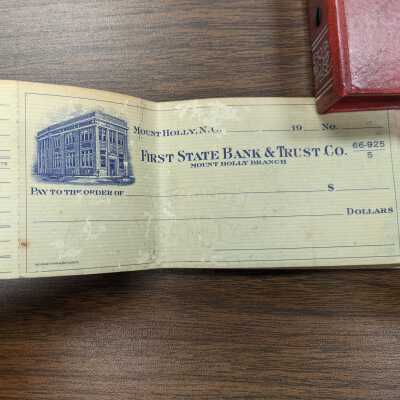 Mount Holly, N.C. 19 No.
First State Bank & Trust Co. 66-925
Mount Holly Branch 5
Pay to the order of
$
Dollars